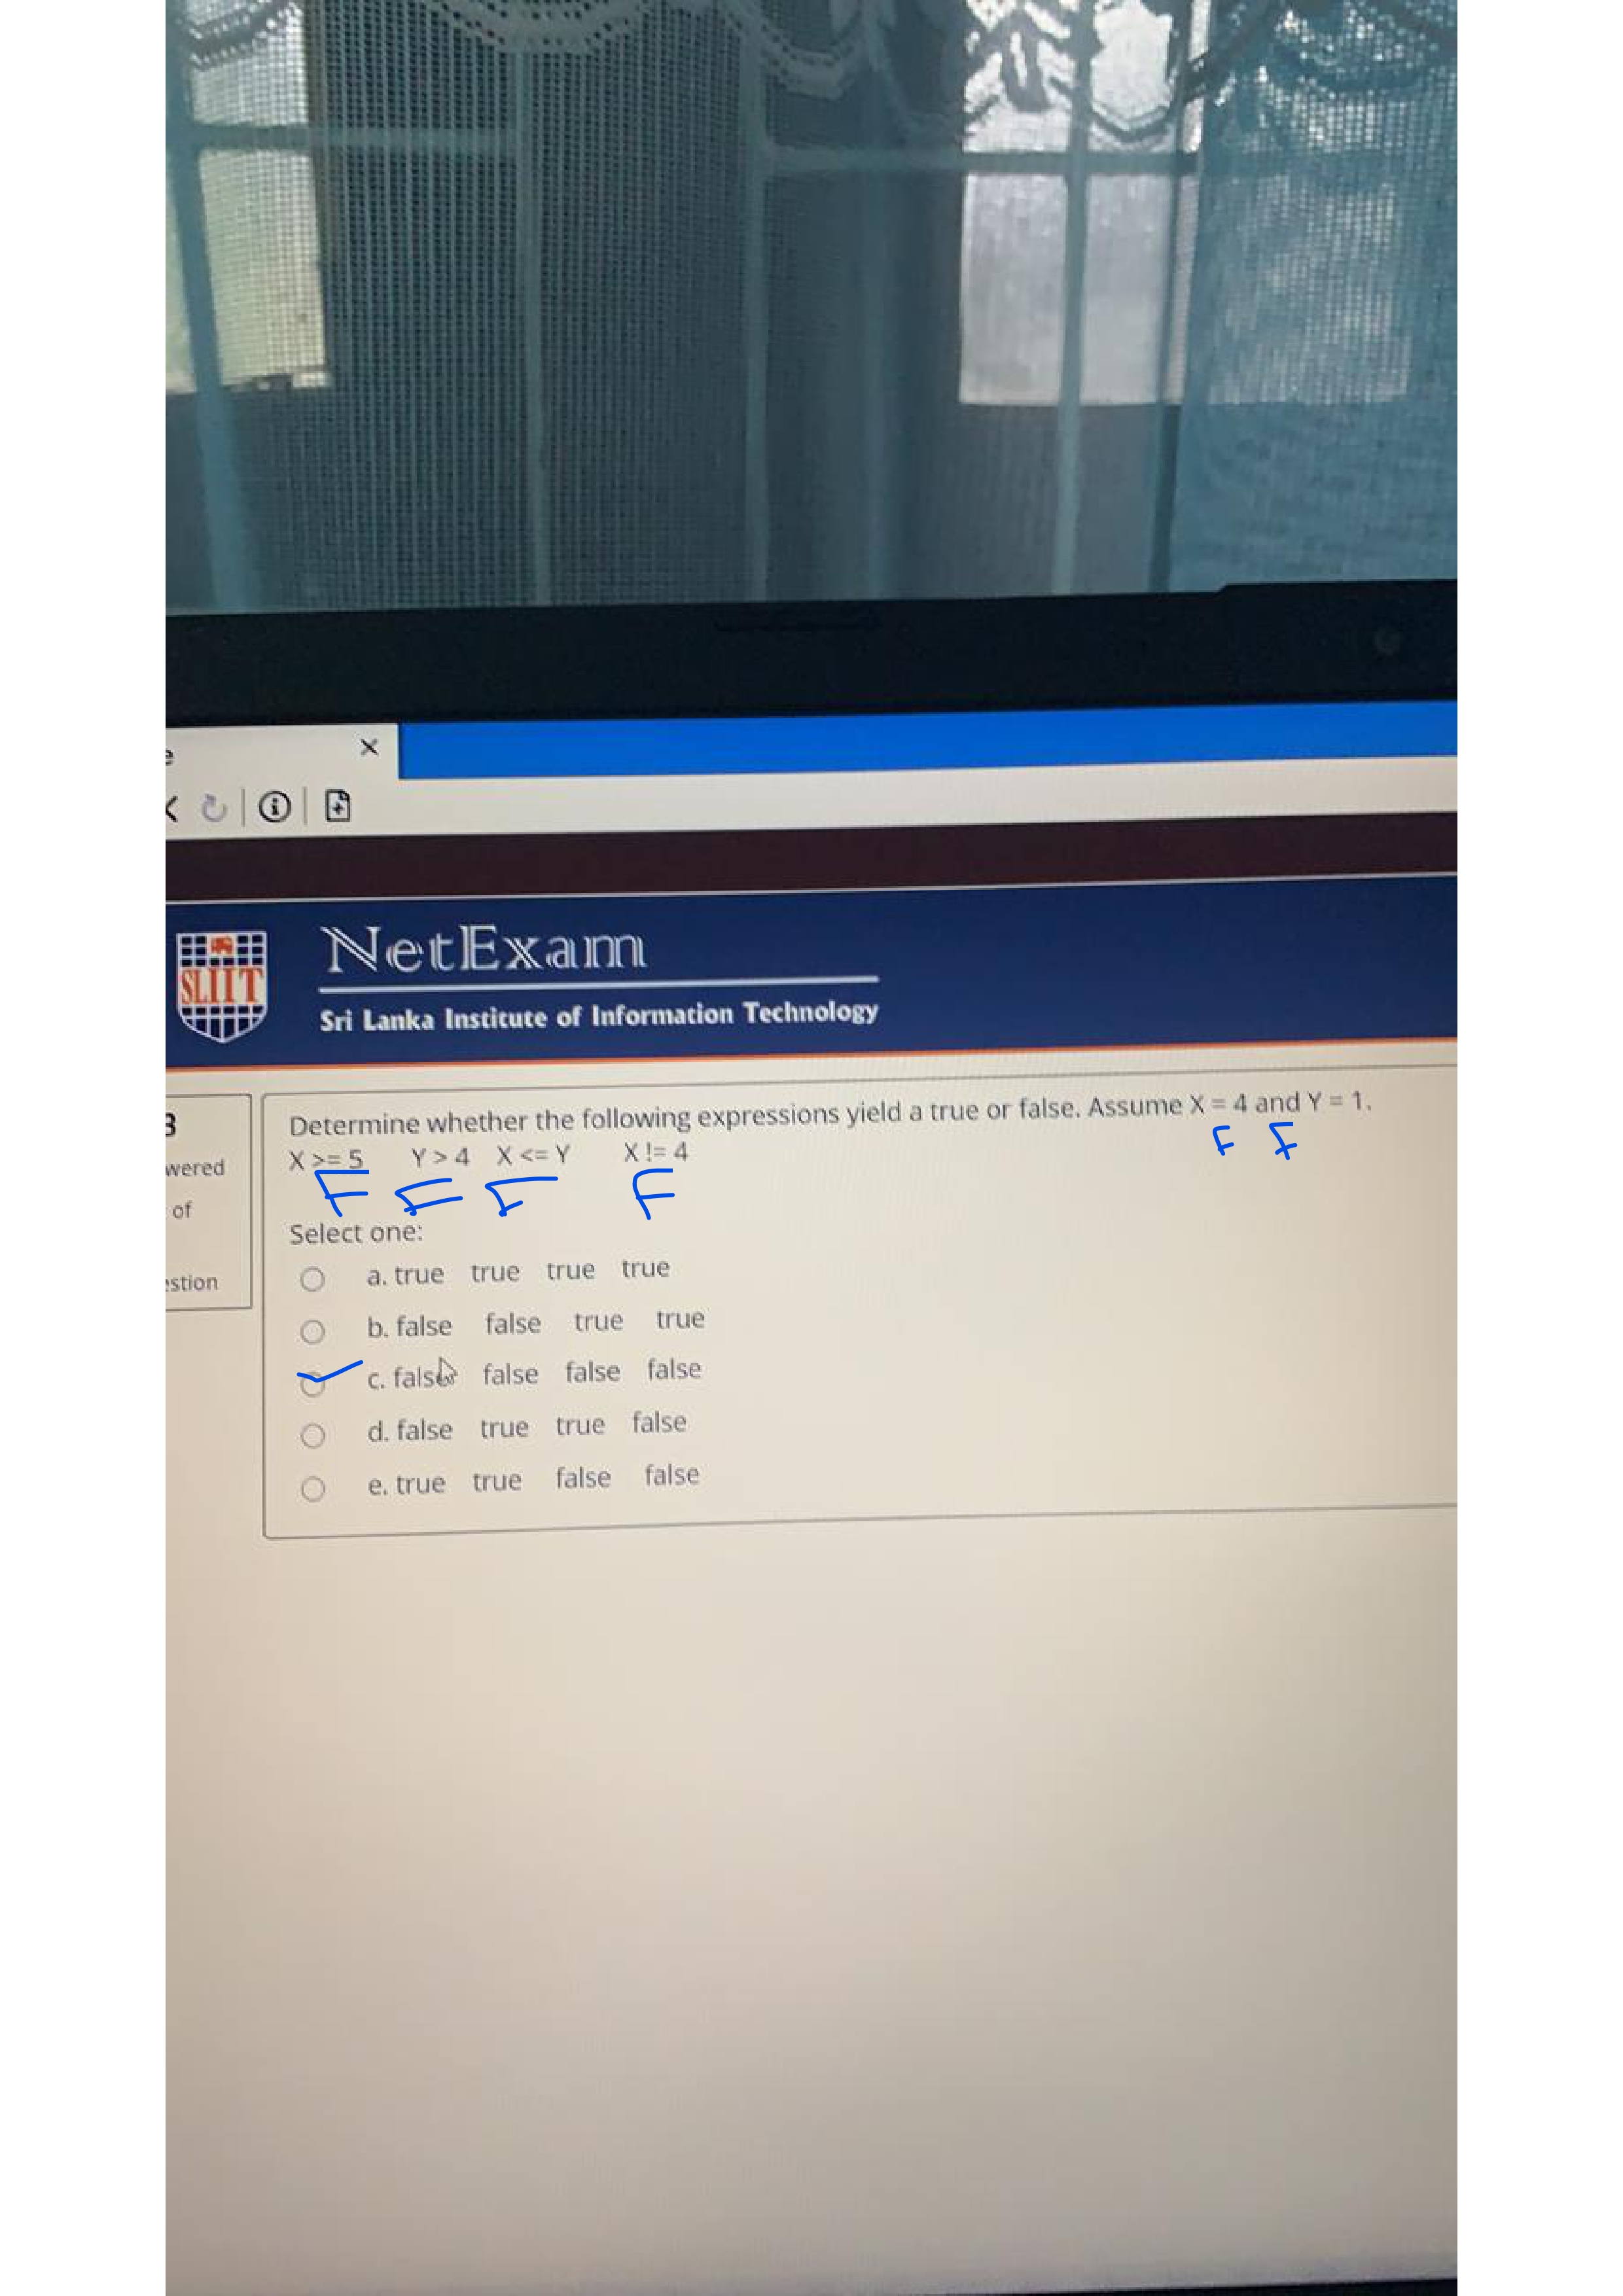 NetExam
SLIIT
Sri Lanka Institute of Information Technology
3
wered
of
stion
Determine whether the following expressions yield a true or false. Assume X = 4 and Y = 1.
F F
X >= 5 Y > 4 X <= Y X != 4
F F F F
Select one:
a. true true true true
b. false false true true
c. false false false false
d. false true true false
e. true true false false